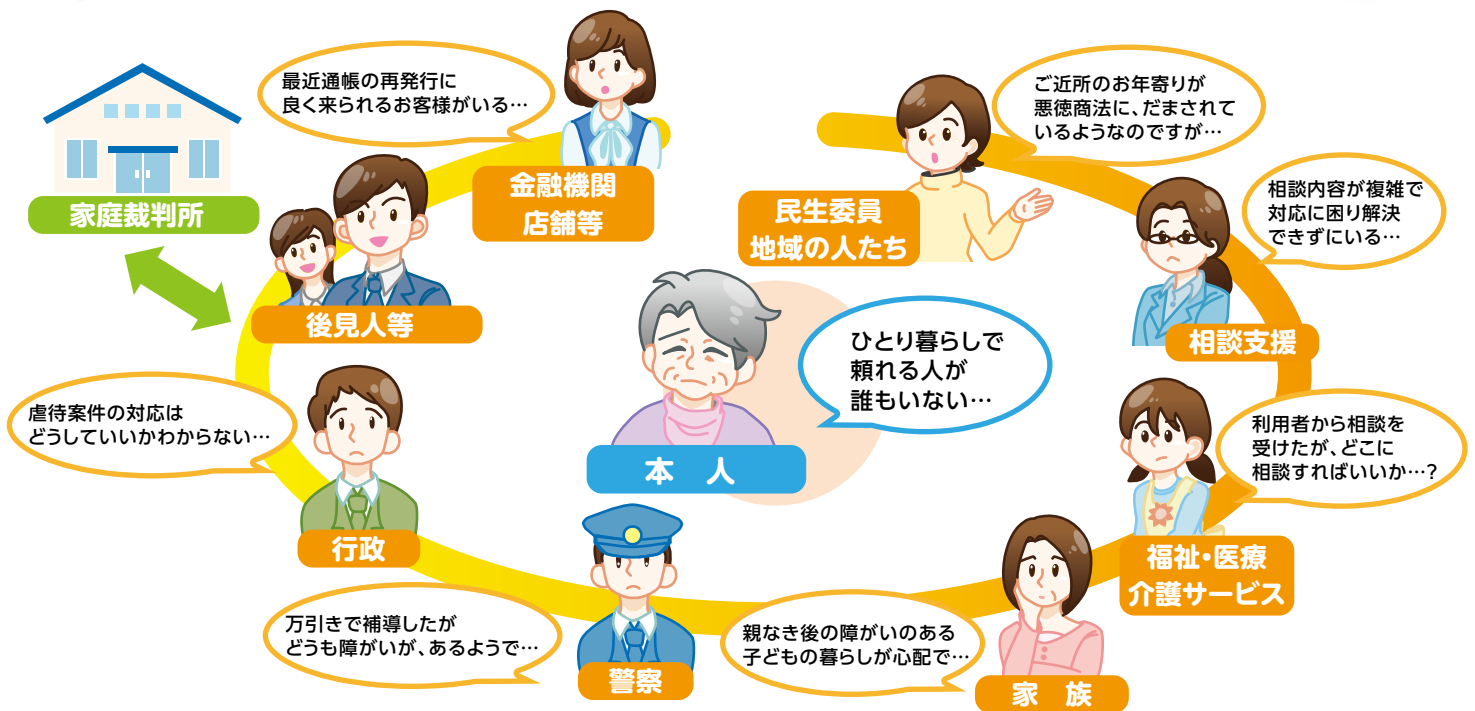 最近通帳の再発行に
良く来られるお客様がいる…
金融機関
店舗等
ご近所のお年寄りが
悪徳商法に、だまされて
いるようなのですが…
民生委員
地域の人たち
相談内容が複雑で
対応に困り解決
できずにいる…
相談支援
家庭裁判所
後見人等
ひとり暮らしで
頼れる人が
誰もいない…
本　人
虐待案件の対応は
どうしていいかわからない…
行政
利用者から相談を
受けたが、どこに
相談すればいいか…?
福祉・医療
介護サービス
万引きで補導したが
どうも障がいが、あるようで…
警察
親なき後の障がいのある
子どもの暮らしが心配で…
家　族